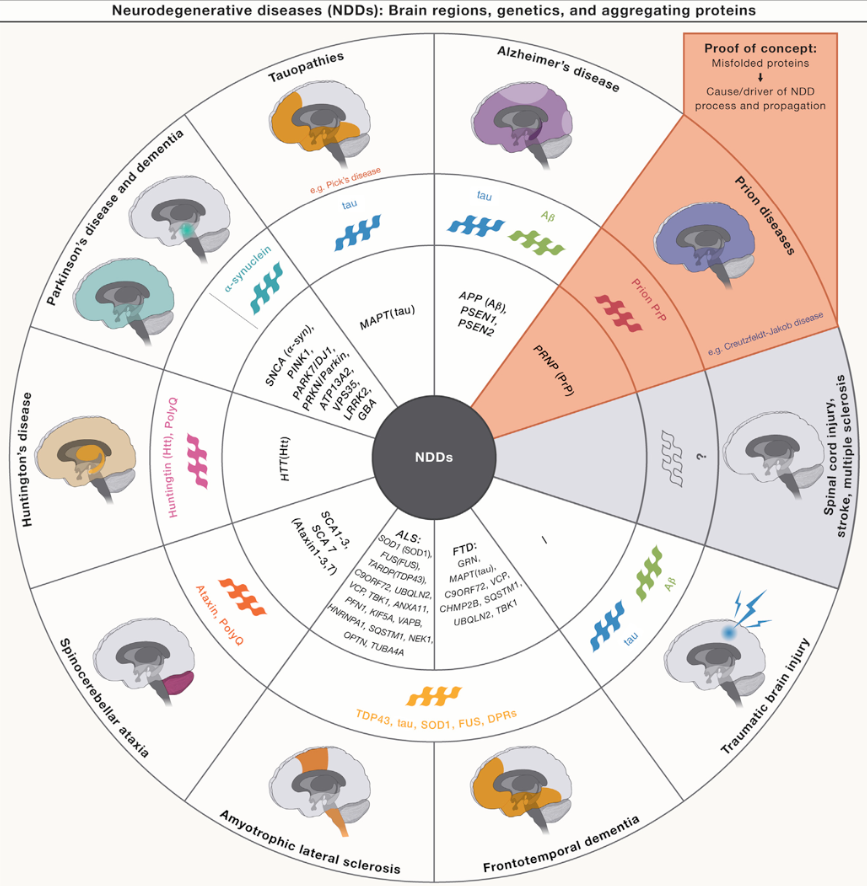 Neurodegenerative diseases (NDDs): Brain regions, genetics, and aggregating proteins
Proof of concept:
Misfolded proteins
Cause/driver of NDD
process and propagation
Tauopathies
e.g. Pick's disease
tau
MAPT(tau)
Alzheimer's disease
tau
Aβ
APP (Aβ),
PSEN1,
PSEN2
Prion diseases
e.g. Creutzfeldt-Jakob disease
Prion PrP
PRNP (PrP)
Spinal cord injury,
stroke, multiple sclerosis
?
Traumatic brain injury
Aβ
tau
/
Frontotemporal dementia
FTD:
GRN,
MAPT(tau),
C9ORF72, VCP,
CHMP2B, SQSTM1,
UBQLN2, TBK1
TDP43, tau, SOD1, FUS, DPRs
Amyotrophic lateral sclerosis
ALS:
SOD1 (SOD1),
FUS(FUS),
TARDP(TDP43),
C9ORF72, UBQLN2,
VCP, TBK1, ANXA11,
PFN1, KIF5A, VAPB,
HNRNPA1, SQSTM1, NEK1,
OPTN, TUBA4A
Spinocerebellar ataxia
Ataxin, PolyQ
SCA1-3,
SCA 7
(Ataxin1-3,7)
Huntington's disease
Huntingtin (Htt), PolyQ
HTT(Htt)
Parkinson's disease and dementia
α-synuclein
SNCA (α-syn),
PINK1,
PARK7/DJ1,
PRKN/Parkin,
ATP13A2,
VPS35,
LRRK2,
GBA
NDDs